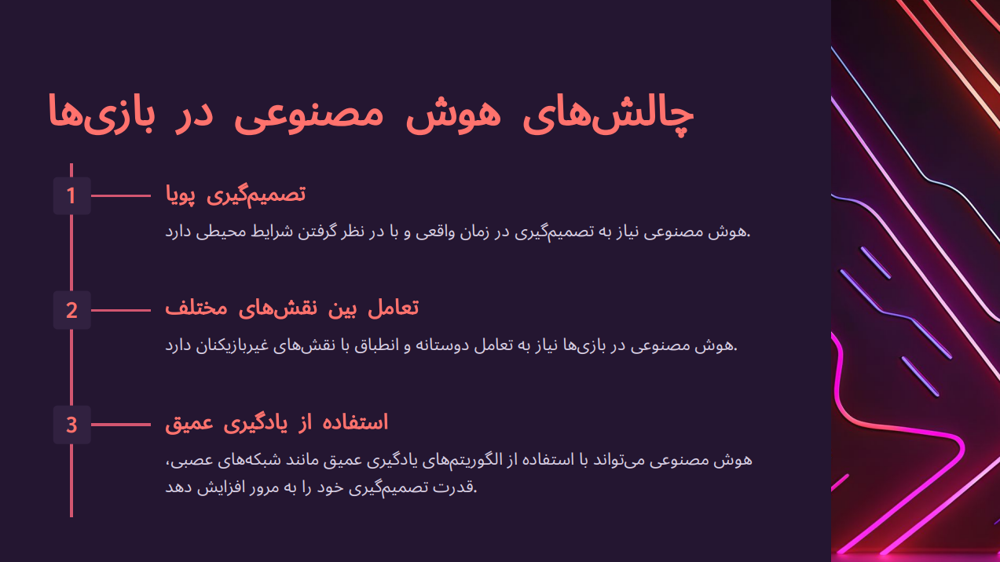 چالش‌های هوش مصنوعی در بازی‌ها
1
تصمیم‌گیری پویا
هوش مصنوعی نیاز به تصمیم‌گیری در زمان واقعی و با در نظر گرفتن شرایط محیطی دارد.
2
تعامل بین نقش‌های مختلف
هوش مصنوعی در بازی‌ها نیاز به تعامل دوستانه و انطباق با نقش‌های غیربازیکنان دارد.
3
استفاده از یادگیری عمیق
هوش مصنوعی می‌تواند با استفاده از الگوریتم‌های یادگیری عمیق مانند شبکه‌های عصبی،
قدرت تصمیم‌گیری خود را به مرور افزایش دهد.